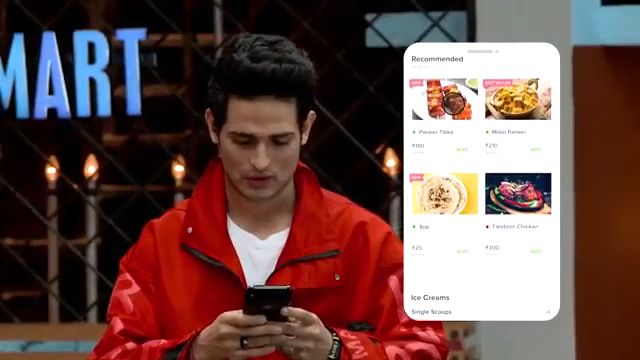 MART
Recommended
Paneer Tikka
Malai Paneer
₹190
₹210
ADD
ADD
Roti
Tandoori Chicken
₹25
₹300
ADD
ADD
Ice Creams
Single Scoops